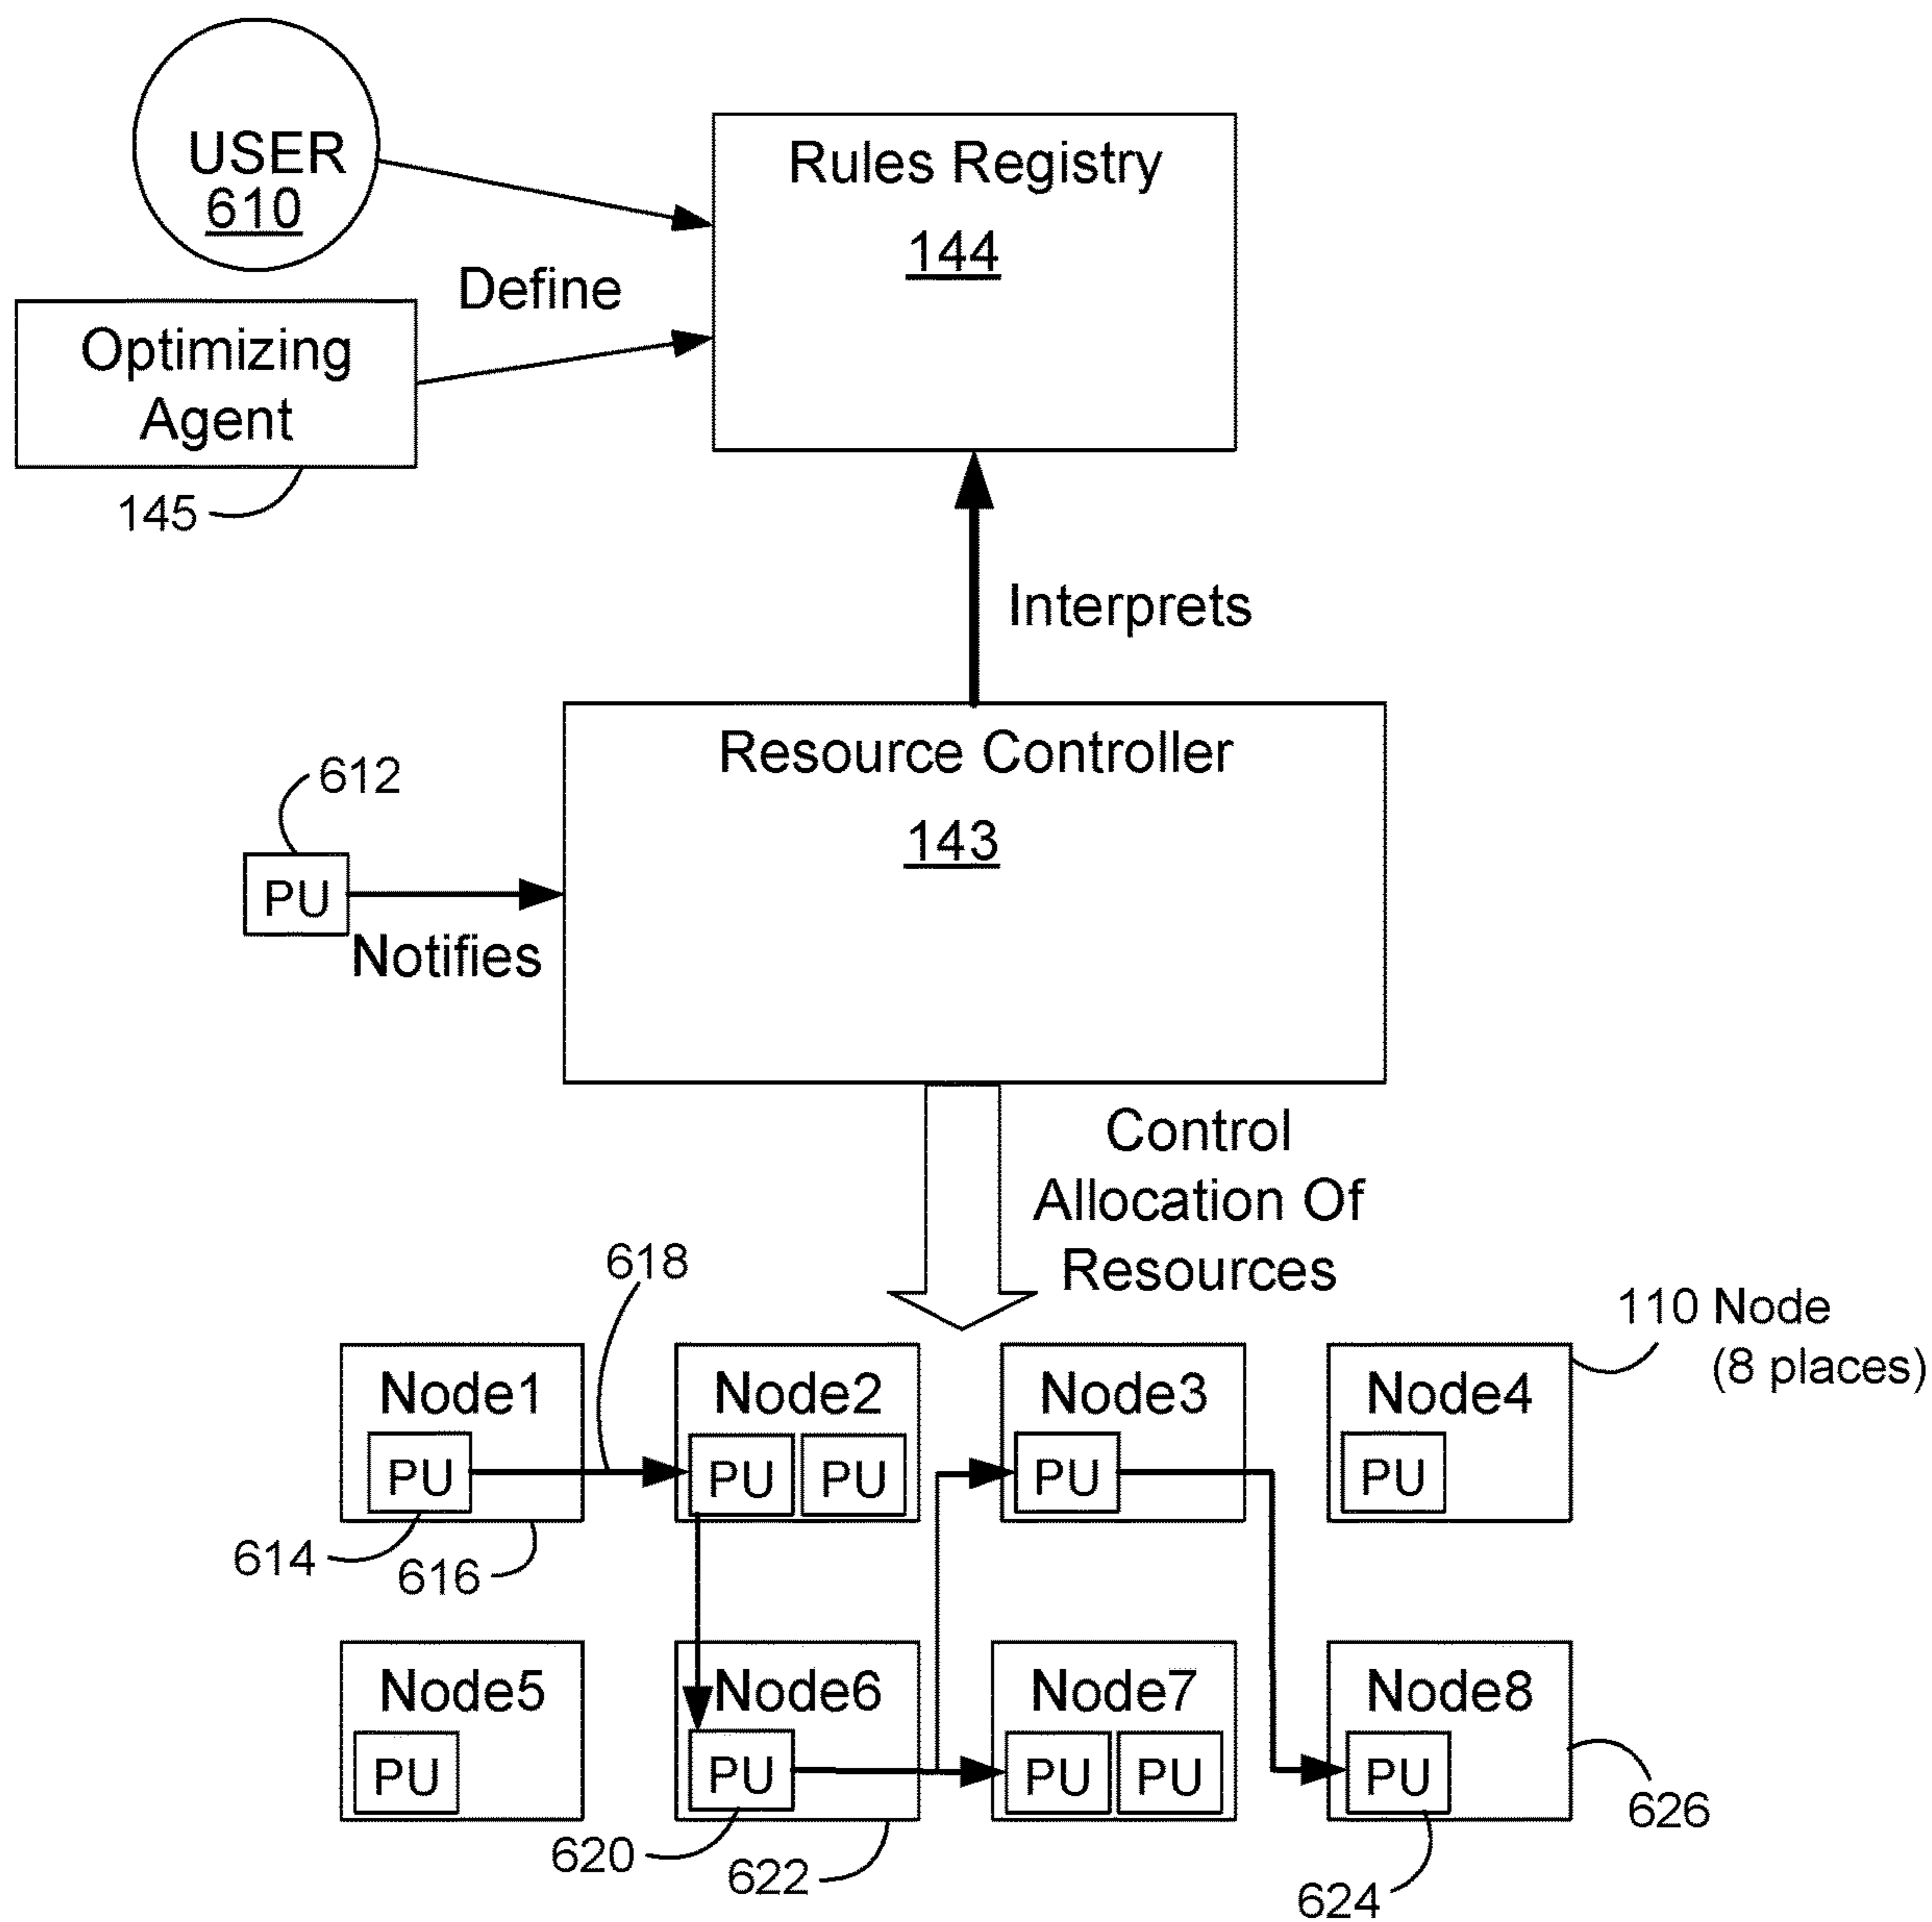 USER
610
Rules Registry
144
Define
Optimizing
Agent
145
Interprets
Resource Controller
143
612
PU
Notifies
Control
Allocation Of
Resources
618
110 Node
(8 places)
Node1
PU
Node2
PU PU
Node3
PU
Node4
PU
614
616
Node5
PU
Node6
PU
Node7
PU PU
Node8
PU
620
622
624
626